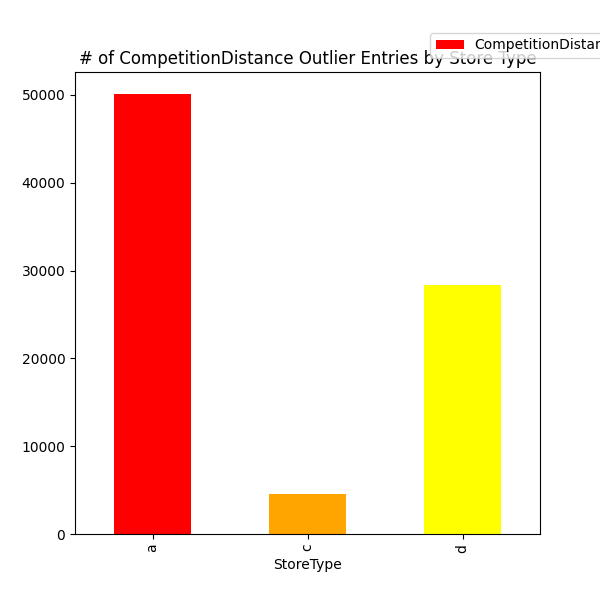 CompetitionDistan
# of CompetitionDistance Outlier Entries by Store Type
50000
40000
30000
20000
10000
0
a
c
d
StoreType